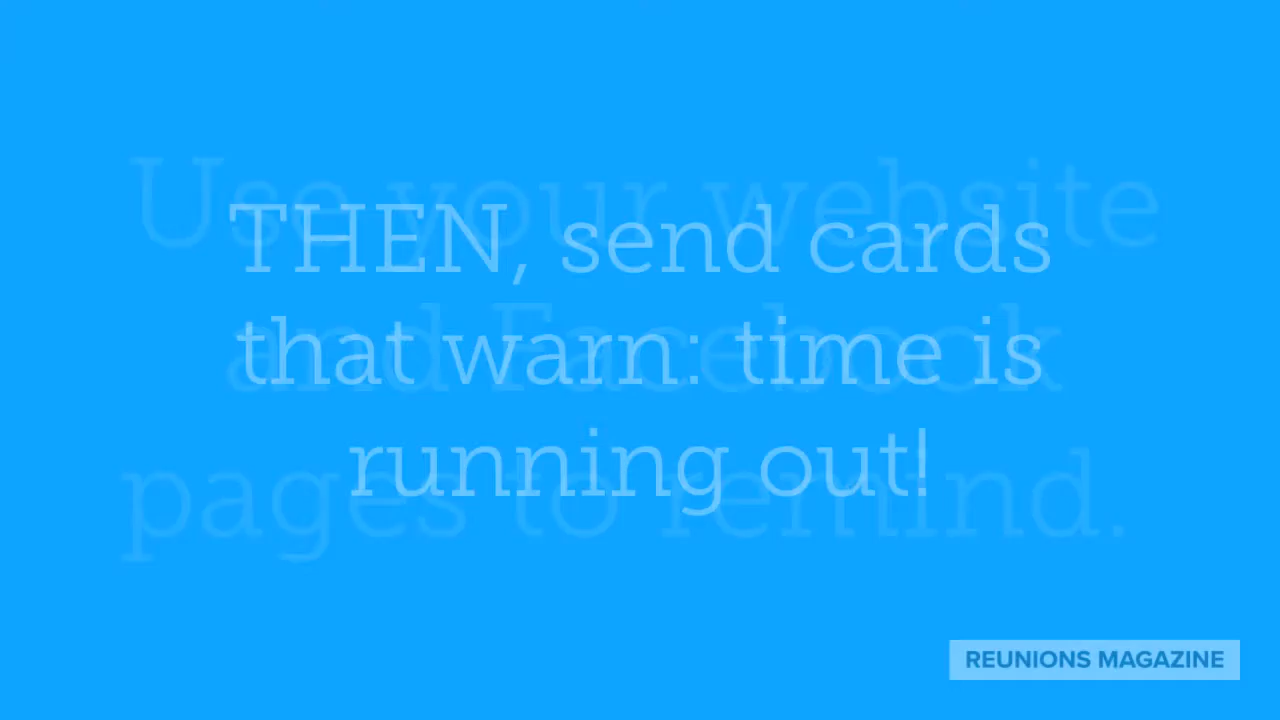 Use your website
and Facebook
pages to remind.
THEN, send cards
that warn: time is
running out!
REUNIONS MAGAZINE